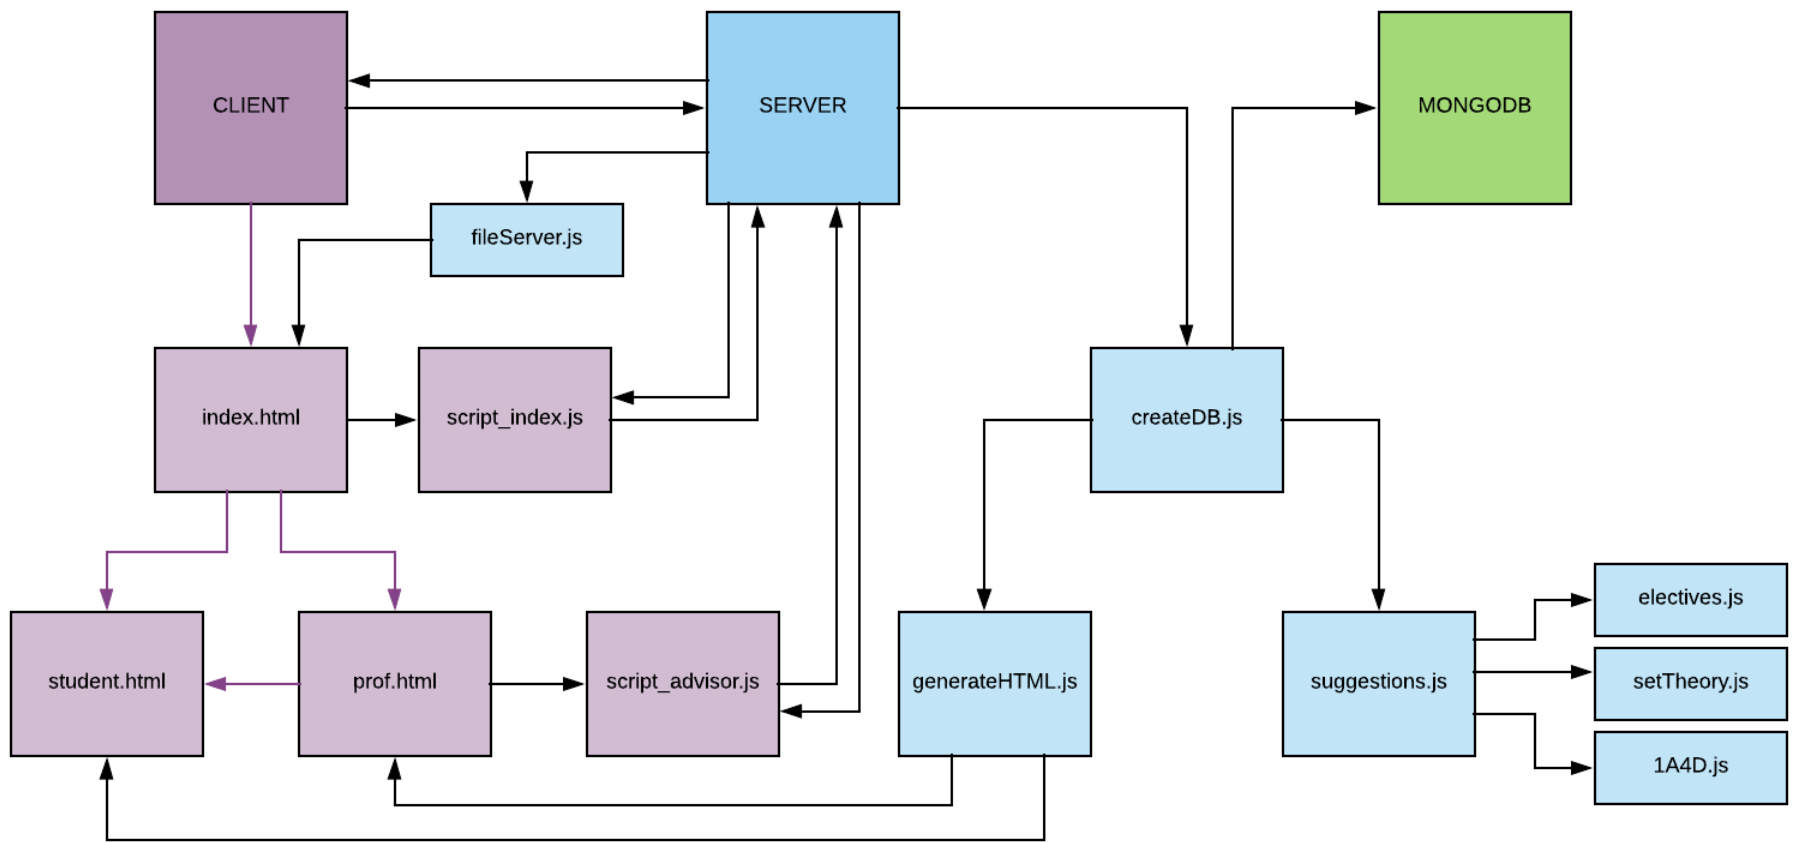 CLIENT
SERVER
MONGODB
fileServer.js
index.html
script_index.js
createDB.js
electives.js
student.html
prof.html
script_advisor.js
generateHTML.js
suggestions.js
setTheory.js
1A4D.js